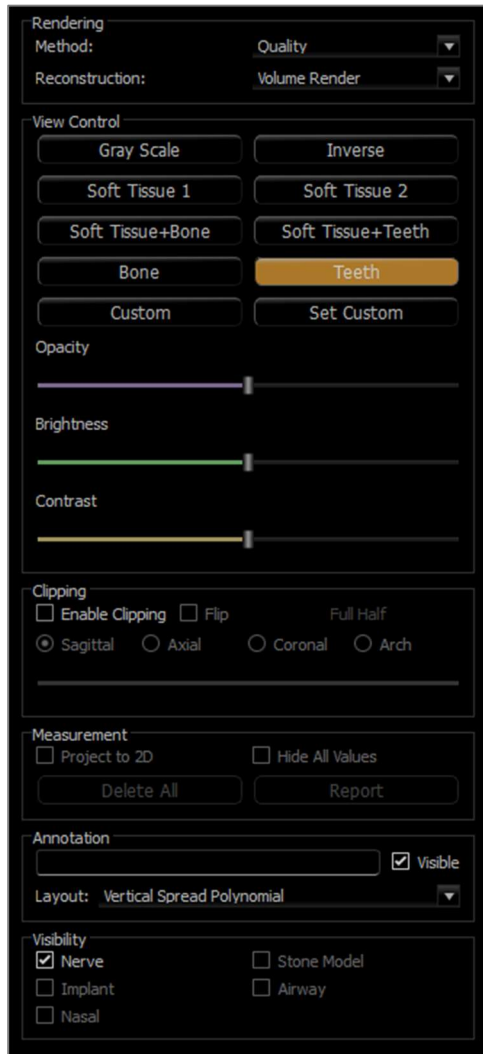 Rendering
Method: Quality
Reconstruction: Volume Render
View Control
Gray Scale Inverse
Soft Tissue 1 Soft Tissue 2
Soft Tissue+Bone Soft Tissue+Teeth
Bone Teeth
Custom Set Custom
Opacity
Brightness
Contrast
Clipping
Enable Clipping Flip Full Half
Sagittal Axial Coronal Arch
Measurement
Project to 2D Hide All Values
Delete All Report
Annotation
Visible
Layout: Vertical Spread Polynomial
Visibility
Nerve Stone Model
Implant Airway
Nasal